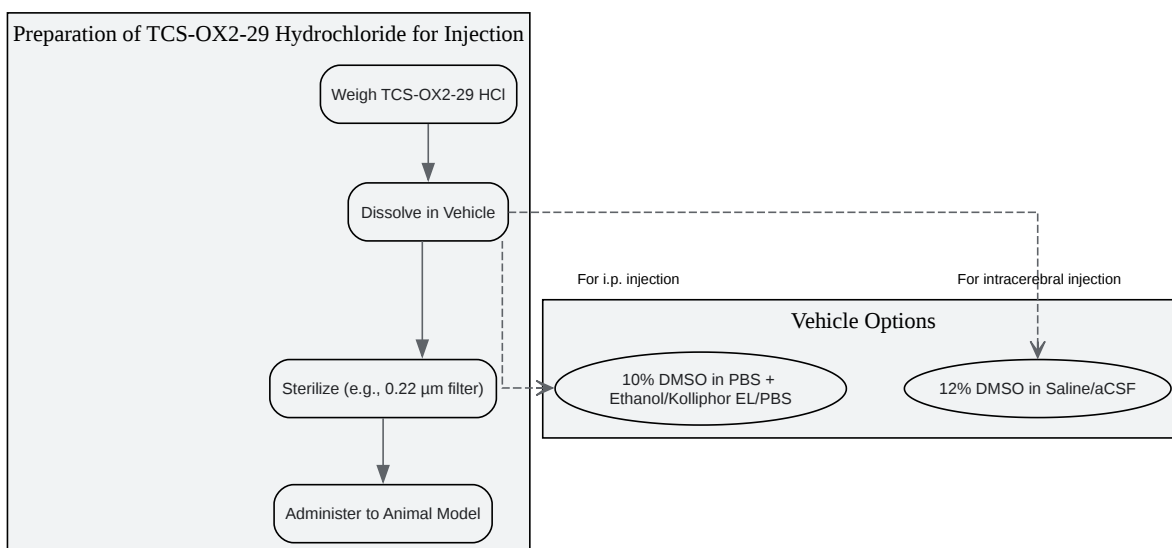 Preparation of TCS-OX2-29 Hydrochloride for Injection
Weigh TCS-OX2-29 HCl
Dissolve in Vehicle
For i.p. injection
For intracerebral injection
Vehicle Options
Sterilize (e.g., 0.22 µm filter)
10% DMSO in PBS +
Ethanol/Kolliphor EL/PBS
12% DMSO in Saline/aCSF
Administer to Animal Model